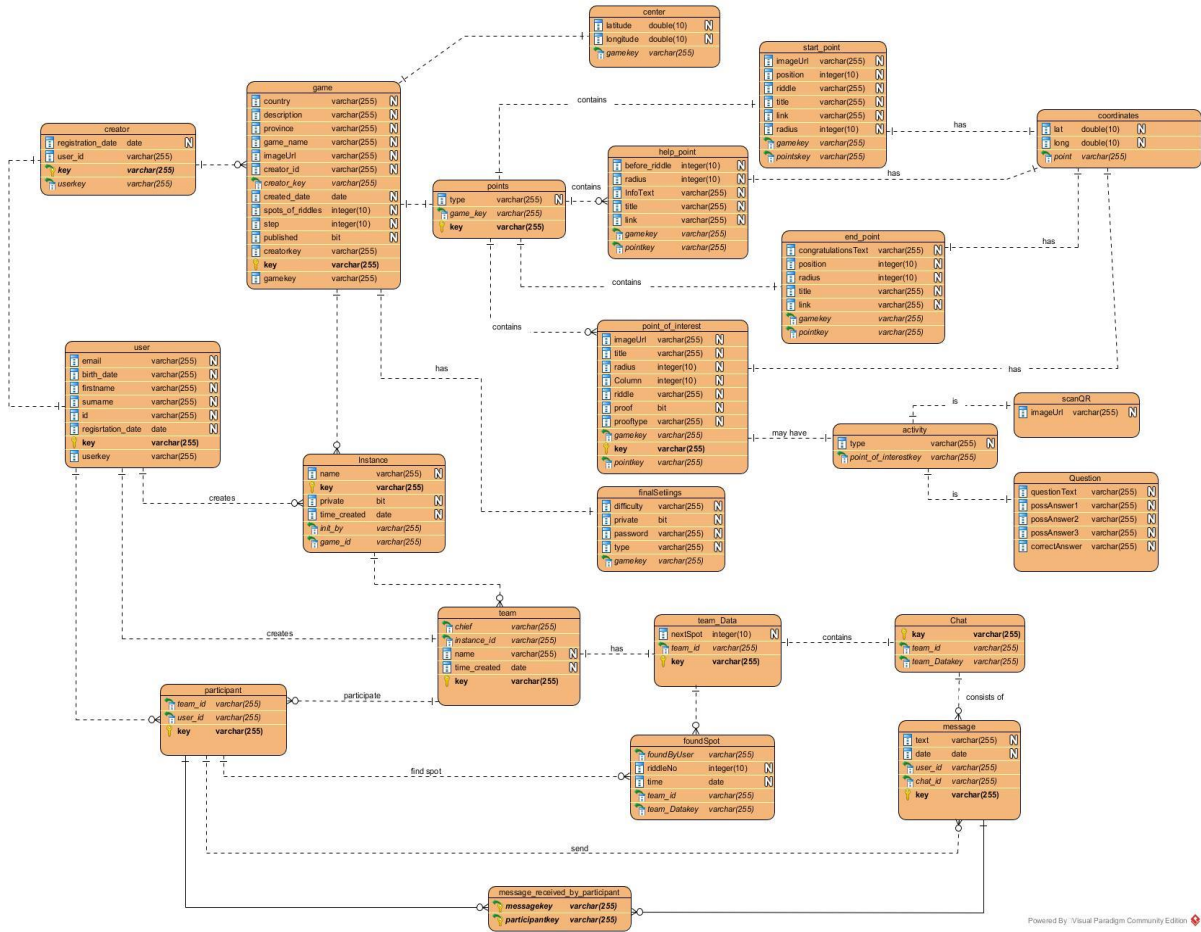 center
latitude double(10) N
longitude double(10) N
gamekey varchar(255)
start_point
imageUrl varchar(255) N
position integer(10) N
riddle varchar(255) N
title varchar(255) N
link varchar(255) N
radius integer(10) N
gamekey varchar(255)
pointskey varchar(255)
game
country varchar(255) N
description varchar(255) N
province varchar(255) N
game_name varchar(255) N
imageUrl varchar(255) N
creator_id varchar(255) N
creator_key varchar(255)
created_date date N
spots_of_riddles integer(10) N
step integer(10) N
published bit N
creatorkey varchar(255)
key varchar(255)
gamekey varchar(255)
contains
coordinates
lat double(10) N
long double(10) N
point varchar(255)
has
creator
registration_date date N
user_id varchar(255)
key varchar(255)
userkey varchar(255)
help_point
before_riddle integer(10) N
radius integer(10) N
InfoText varchar(255) N
title varchar(255) N
link varchar(255) N
gamekey varchar(255)
pointkey varchar(255)
has
points
type varchar(255) N
game_key varchar(255)
key varchar(255)
contains
end_point
congratulationsText varchar(255) N
position integer(10) N
radius integer(10) N
title varchar(255) N
link varchar(255) N
gamekey varchar(255)
pointkey varchar(255)
has
contains
contains
point_of_interest
imageUrl varchar(255) N
title varchar(255) N
radius integer(10) N
Column integer(10) N
riddle varchar(255) N
proof bit N
prooftype varchar(255) N
gamekey varchar(255)
key varchar(255)
pointkey varchar(255)
has
has
user
email varchar(255) N
birth_date varchar(255) N
firstname varchar(255) N
surname varchar(255) N
id varchar(255) N
regisrtation_date date N
key varchar(255)
userkey varchar(255)
is
scanQR
imageUrl varchar(255) N
may have
activity
type varchar(255) N
point_of_interestkey varchar(255)
is
Question
questionText varchar(255) N
possAnswer1 varchar(255) N
possAnswer2 varchar(255) N
possAnswer3 varchar(255) N
correctAnswer varchar(255) N
Instance
name varchar(255) N
key varchar(255)
private bit N
time_created date N
init_by varchar(255)
game_id varchar(255)
creates
finalSetiings
difficulty varchar(255) N
private bit N
password varchar(255) N
type varchar(255) N
gamekey varchar(255)
team
chief varchar(255)
instance_id varchar(255)
name varchar(255) N
time_created date N
key varchar(255)
creates
has
team_Data
nextSpot integer(10) N
team_id varchar(255)
key varchar(255)
contains
Chat
kay varchar(255)
team_id varchar(255)
team_Datakey varchar(255)
consists of
participate
participant
team_id varchar(255)
user_id varchar(255)
key varchar(255)
foundSpot
foundByUser varchar(255)
riddleNo integer(10) N
time date N
team_id varchar(255)
team_Datakey varchar(255)
find spot
message
text varchar(255) N
date date N
user_id varchar(255)
chat_id varchar(255)
key varchar(255)
send
message_received_by_participant
messagekey varchar(255)
participantkey varchar(255)
Powered By Visual Paradigm Community Edition